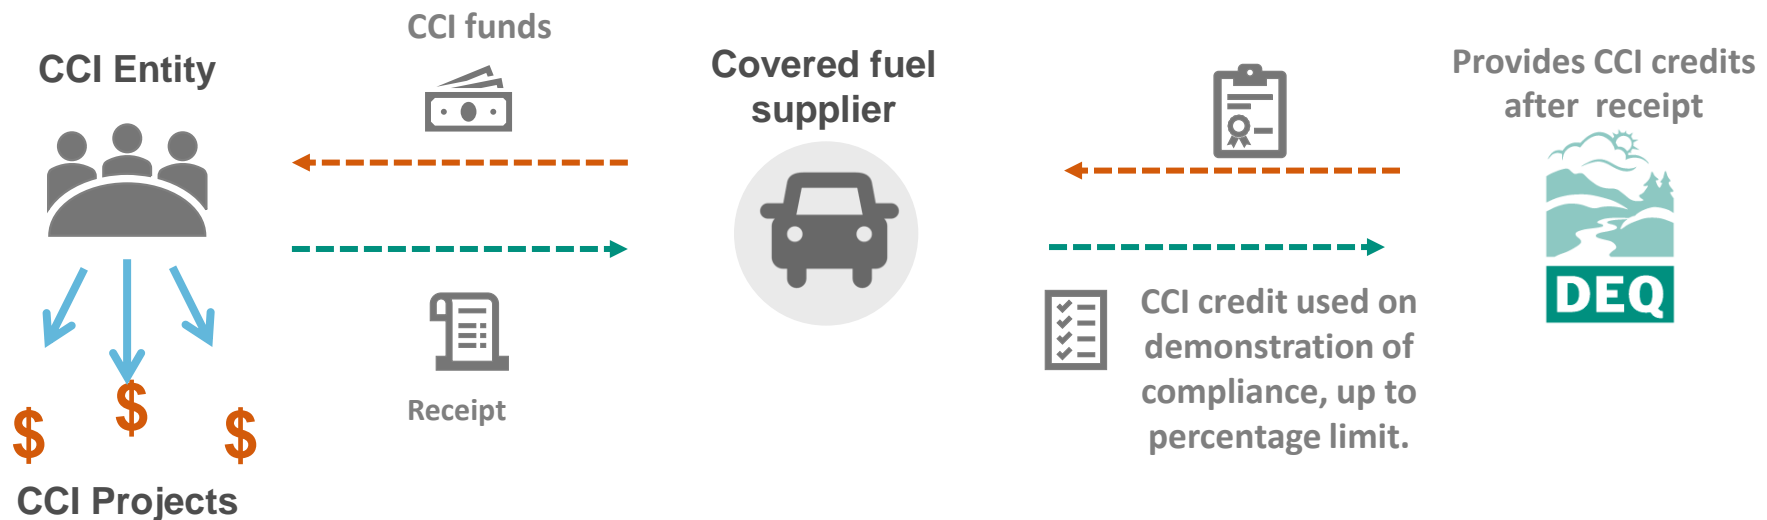 CCI Entity
CCI funds
Receipt
CCI Projects
$
$
$
Covered fuel
supplier
Provides CCI credits
after receipt
DEQ
CCI credit used on
demonstration of
compliance, up to
percentage limit.